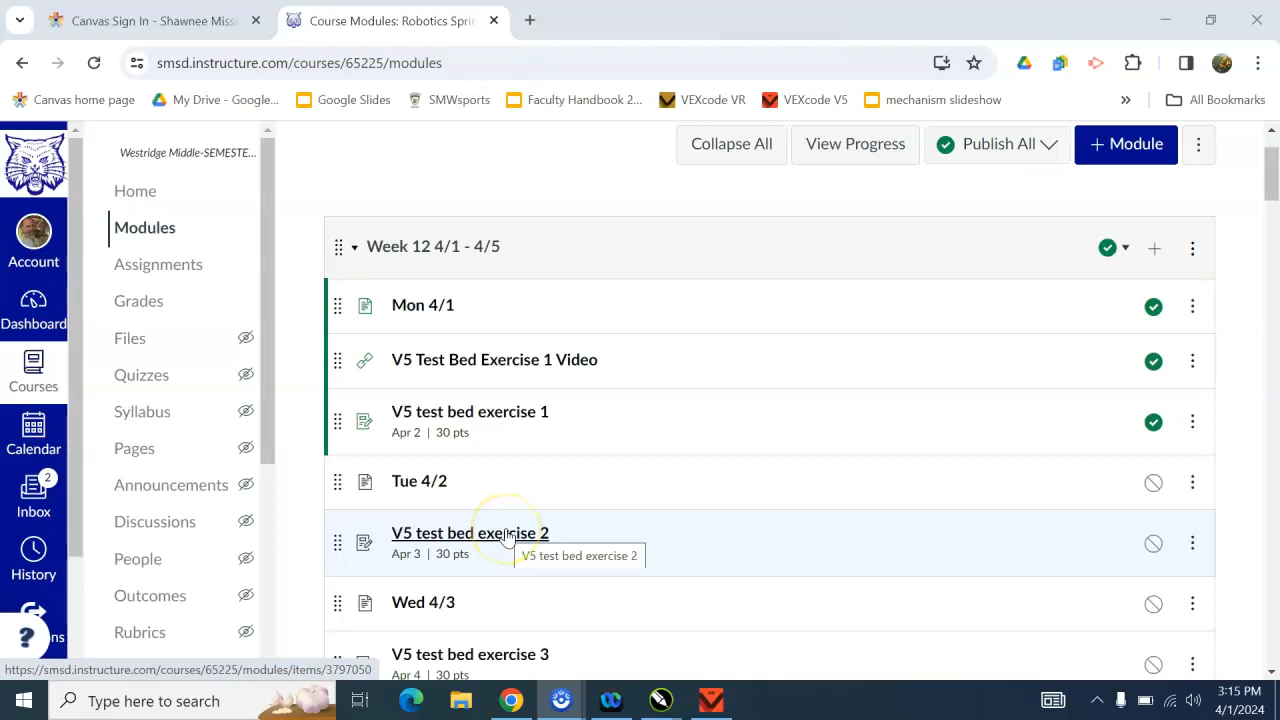 Canvas Sign In - Shawnee Missi
Course Modules: Robotics Spri
smsd.instructure.com/courses/65225/modules
Canvas home page
My Drive - Google...
Google Slides
SMWsports
Faculty Handbook 2...
VEXcode VR
VEXcode V5
mechanism slideshow
All Bookmarks
Account
Dashboard
Courses
Calendar
2
Inbox
History
?
ns
Westridge Middle-SEMESTE...
Home
Modules
Assignments
Grades
Files
Quizzes
Syllabus
Pages
Announcements
Discussions
People
Outcomes
Rubrics
Collapse All
View Progress
Publish All
+ Module
Week 12 4/1 - 4/5
Mon 4/1
V5 Test Bed Exercise 1 Video
V5 test bed exercise 1
Apr 2 | 30 pts
Tue 4/2
V5 test bed exercise 2
Apr 3 | 30 pts
V5 test bed exercise 2
Wed 4/3
V5 test bed exercise 3
Apr 4 | 30 pts
https://smsd.instructure.com/courses/65225/modules/items/3797050
Type here to search
3:15 PM
4/1/2024